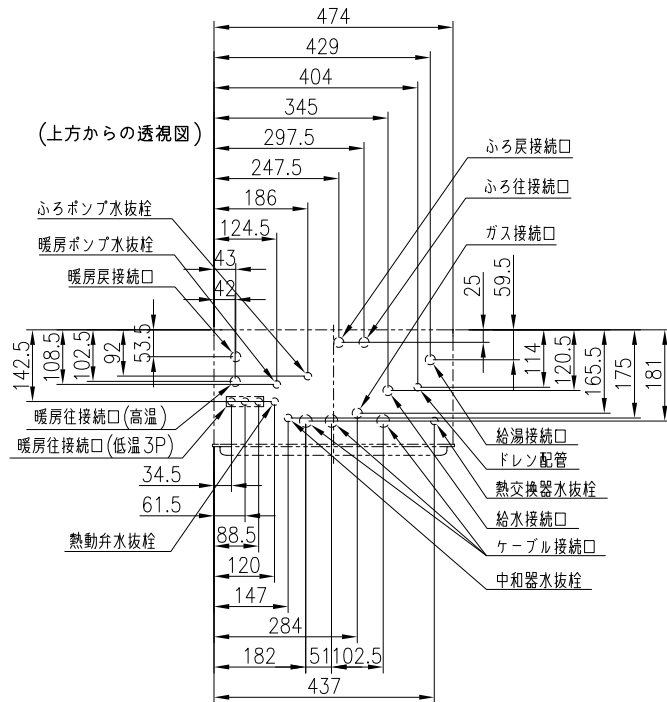 474
429
404
345
(上方からの透視図)
297.5
247.5
186
124.5
43
42
ふろポンプ水抜栓
暖房ポンプ水抜栓
暖房戻接続口
ふろ戻接続口
ふろ往接続口
ガス接続口
25
59.5
142.5
108.5
102.5
92
53.5
114
120.5
165.5
175
181
暖房往接続口(高温)
暖房往接続口(低温3P)
34.5
61.5
熱動弁水抜栓
88.5
120
147
284
182
51
102.5
437
給湯接続口
ドレン配管
熱交換器水抜栓
給水接続口
ケーブル接続口
中和器水抜栓